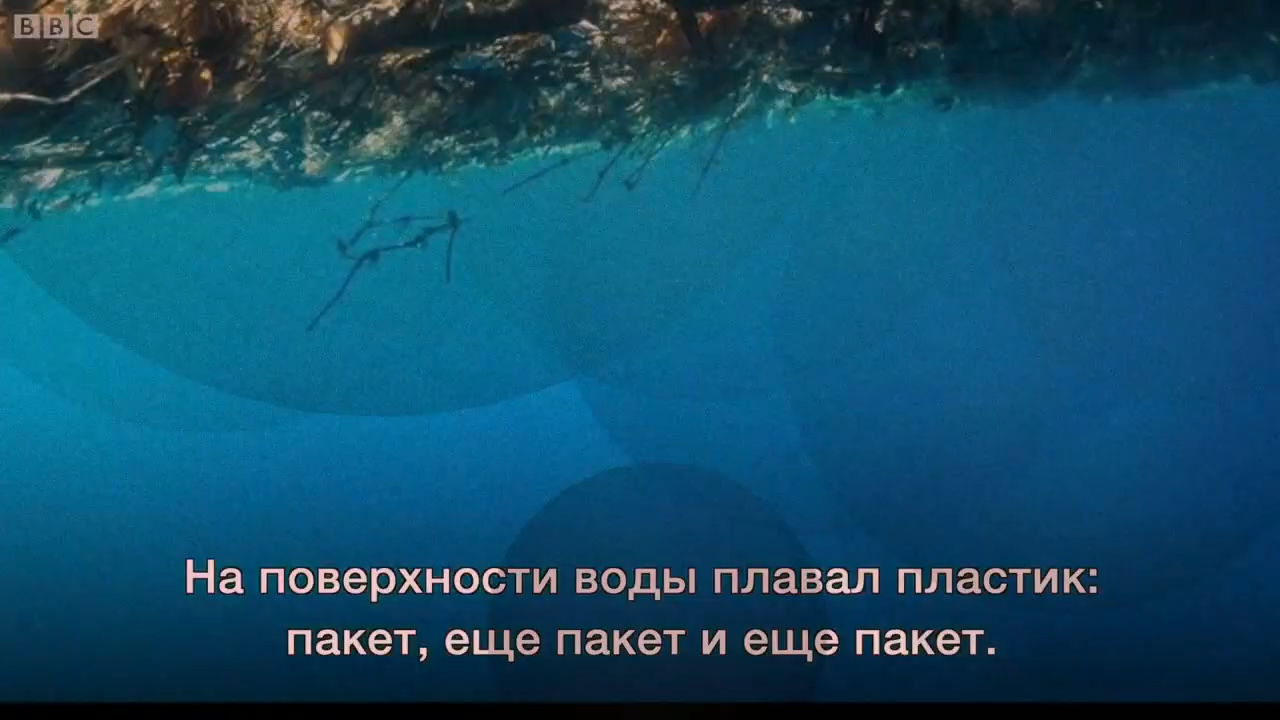 BBC
На поверхности воды плавал пластик:
пакет, еще пакет и еще пакет.